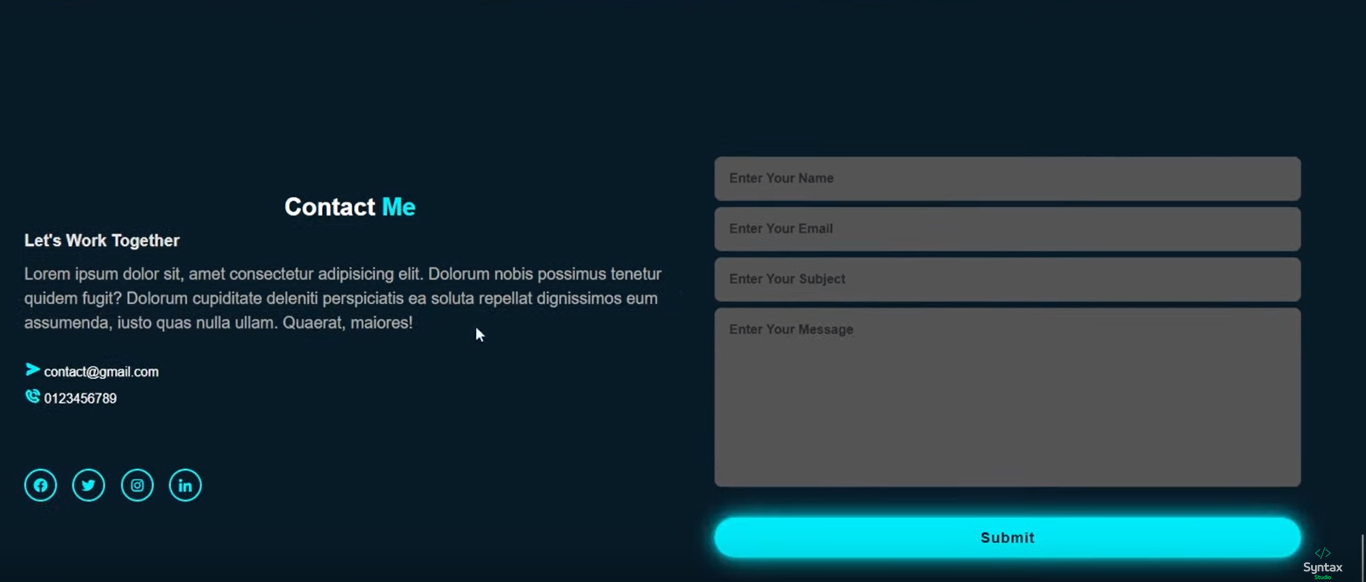 Contact Me
Let's Work Together
Lorem ipsum dolor sit, amet consectetur adipisicing elit. Dolorum nobis possimus tenetur
quidem fugit? Dolorum cupiditate deleniti perspiciatis ea soluta repellat dignissimos eum
assumenda, iusto quas nulla ullam. Quaerat, maiores!
contact@gmail.com
0123456789
Enter Your Name
Enter Your Email
Enter Your Subject
Enter Your Message
Submit
Syntax
Studio